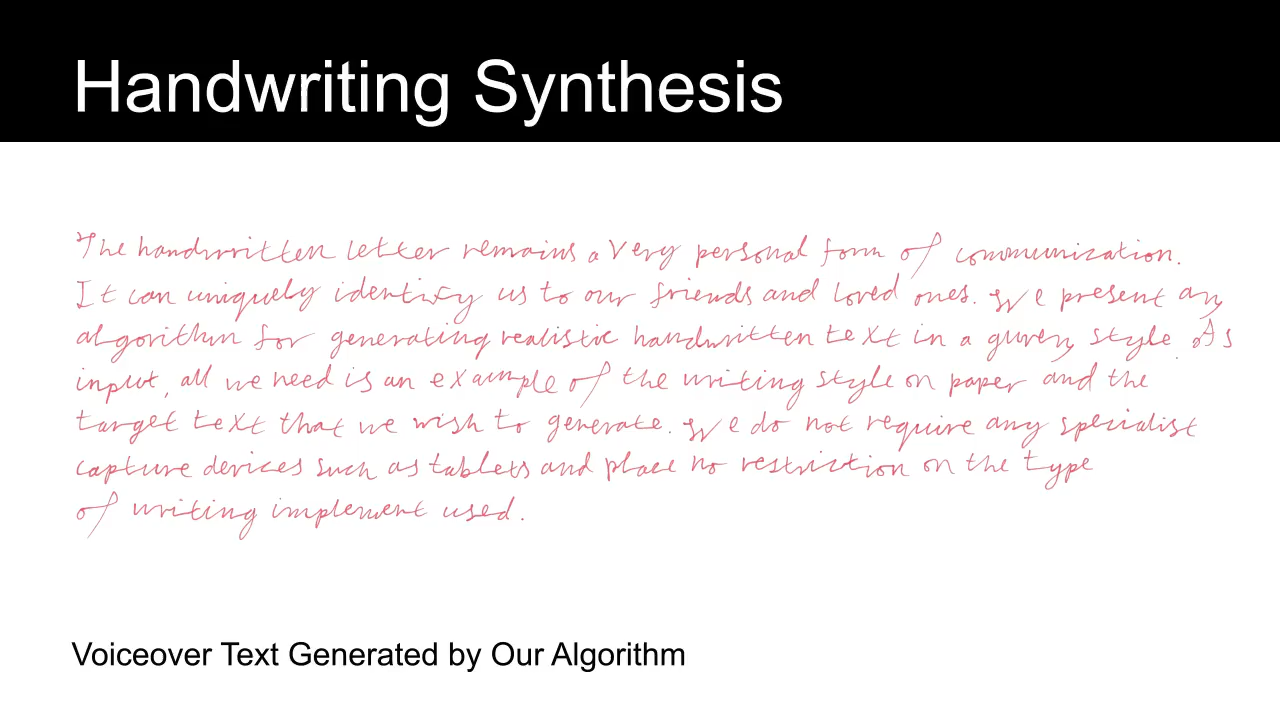 Handwriting Synthesis
The handwritten letter remains a very personal form of communization.
It can uniquely identify us to our friends and loved ones. We present an
algorithm for generating realistic handwritten text in a given style. As
input, all we need is an example of the writing style on paper and the
target text that we wish to generate. We do not require any specialist
capture devices such as tablets and place no restriction on the type
of writing implement used.
Voiceover Text Generated by Our Algorithm